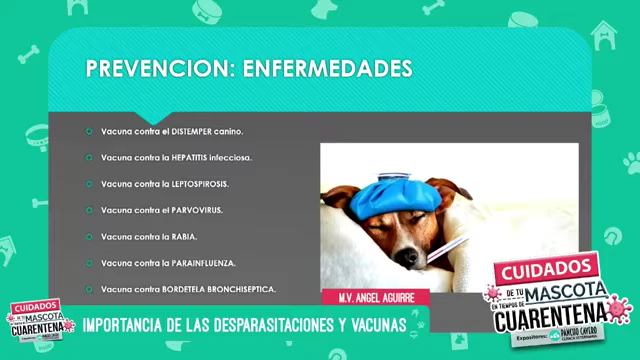 PREVENCION: ENFERMEDADES
Vacuna contra el DISTEMPER canino.
Vacuna contra la HEPATITIS infecciosa.
Vacuna contra la LEPTOSPIROSIS.
Vacuna contra el PARVOVIRUS.
Vacuna contra la RABIA.
Vacuna contra la PARAINFLUENZA.
Vacuna contra BORDETELA BRONCHISEPTICA.
M.V. ANGEL AGUIRRE
IMPORTANCIA DE LAS DESPARASITACIONES Y VACUNAS
CUIDADOS
DE TU
MASCOTA
EN TIEMPOS DE
CUARENTENA
CUIDADOS
DE TU
MASCOTA
EN TIEMPOS DE
CUARENTENA
Expositores: PANCHO CAVERO
CLÍNICA VETERINARIA